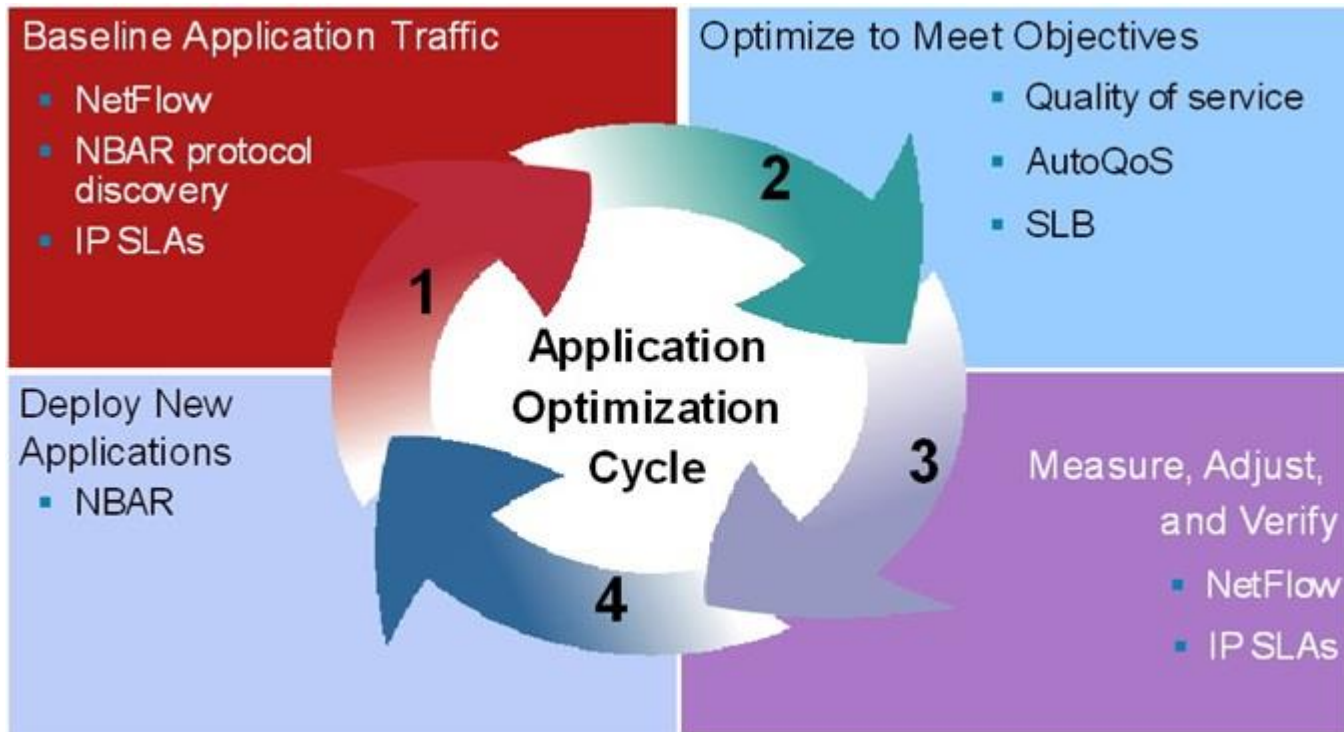 Baseline Application Traffic
▪ NetFlow
▪ NBAR protocol
discovery
▪ IP SLAs
1
Optimize to Meet Objectives
▪ Quality of service
▪ AutoQoS
▪ SLB
2
Application
Optimization
Cycle
3
Measure, Adjust,
and Verify
▪ NetFlow
▪ IP SLAs
4
Deploy New
Applications
▪ NBAR